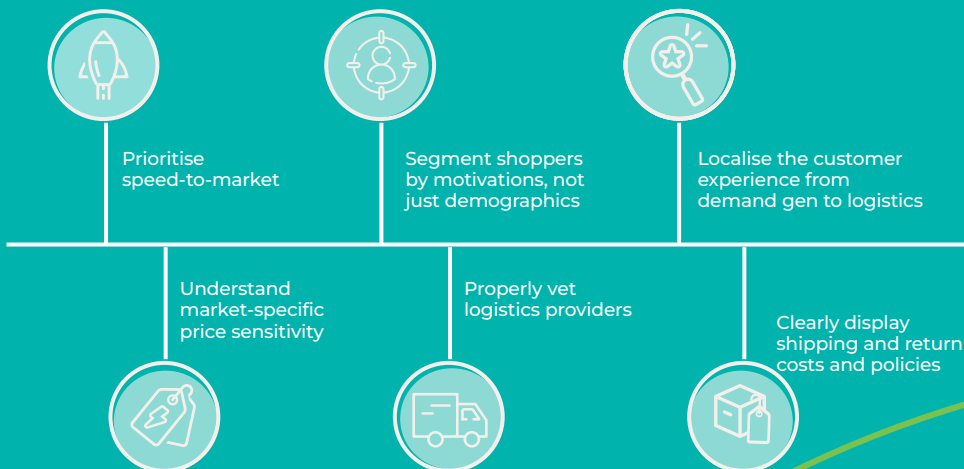 Prioritise
speed-to-market
Segment shoppers
by motivations, not
just demographics
Localise the customer
experience from
demand gen to logistics
Understand
market-specific
price sensitivity
Properly vet
logistics providers
Clearly display
shipping and return
costs and policies